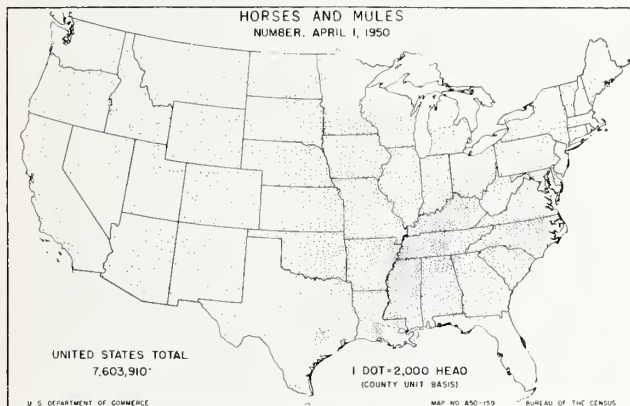 HORSES AND MULES
NUMBER, APRIL 1, 1950
UNITED STATES TOTAL
7,603,910
1 DOT=2,000 HEAD
(COUNTY UNIT BASIS)
U S DEPARTMENT OF COMMERCE
MAP NO A50-159
BUREAU OF THE CENSUS